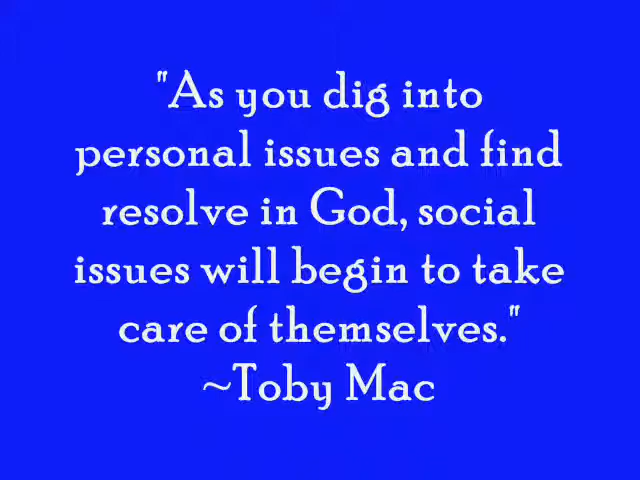 "As you dig into
personal issues and find
resolve in God, social
issues will begin to take
care of themselves."
~Toby Mac